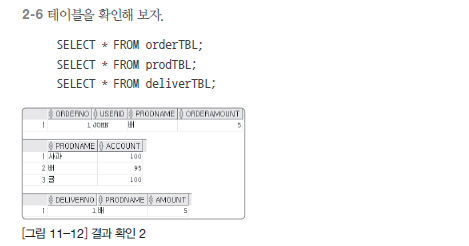 2-6 테이블을 확인해 보자.
SELECT * FROM orderTBL;
SELECT * FROM prodTBL;
SELECT * FROM deliverTBL;
ORDERNO USERID PRODNAME ORDERAMOUNT
1 1 JOHN 배 5
PRODNAME ACCOUNT
1 사과 100
2 배 95
3 귤 100
DELIVERNO PRODNAME AMOUNT
1 1 배 5
[그림 11-12] 결과 확인 2